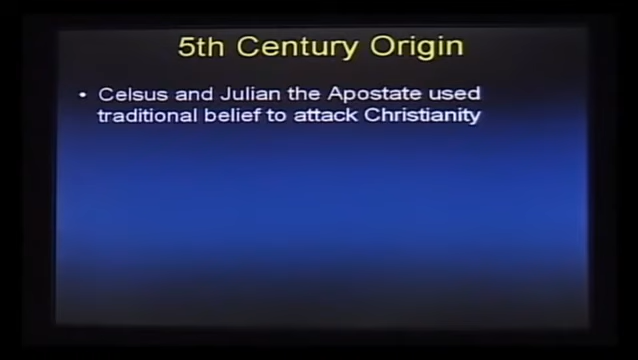 5th Century Origin
• Celsus and Julian the Apostate used
traditional belief to attack Christianity